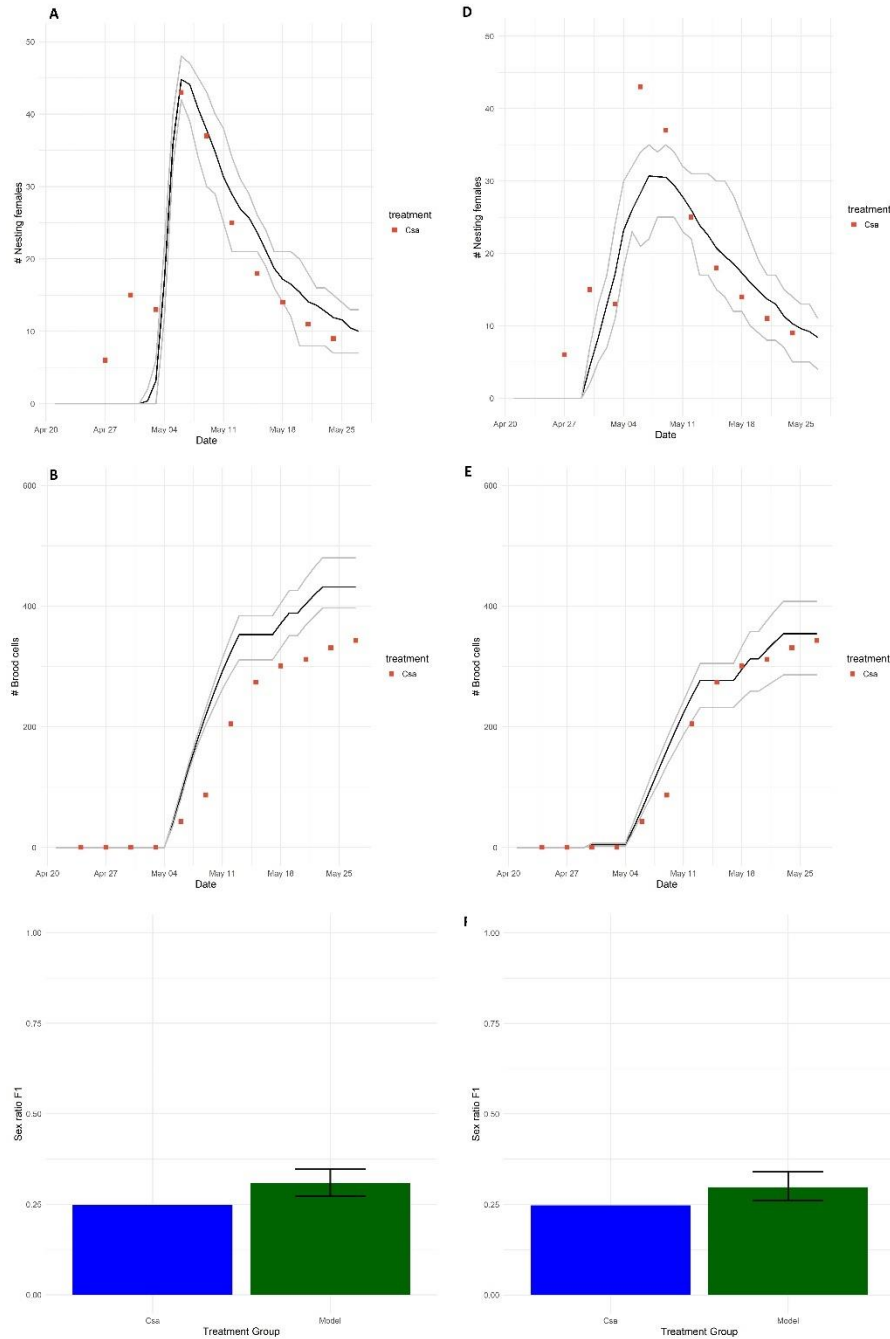 A
50
40
30
20
10
0
# Nesting females
Apr 20
Apr 27
May 04
May 11
May 18
May 25
Date
treatment
Csa
D
50
40
30
20
10
0
# Nesting females
Apr 20
Apr 27
May 04
May 11
May 18
May 25
Date
treatment
Csa
B
600
400
200
0
# Brood cells
Apr 20
Apr 27
May 04
May 11
May 18
May 25
Date
treatment
Csa
E
600
400
200
0
# Brood cells
Apr 20
Apr 27
May 04
May 11
May 18
May 25
Date
treatment
Csa
1.00
0.75
0.50
0.25
0.00
Sex ratio F1
Csa
Model
Treatment Group
1.00
0.75
0.50
0.25
0.00
Sex ratio F1
Csa
Model
Treatment Group